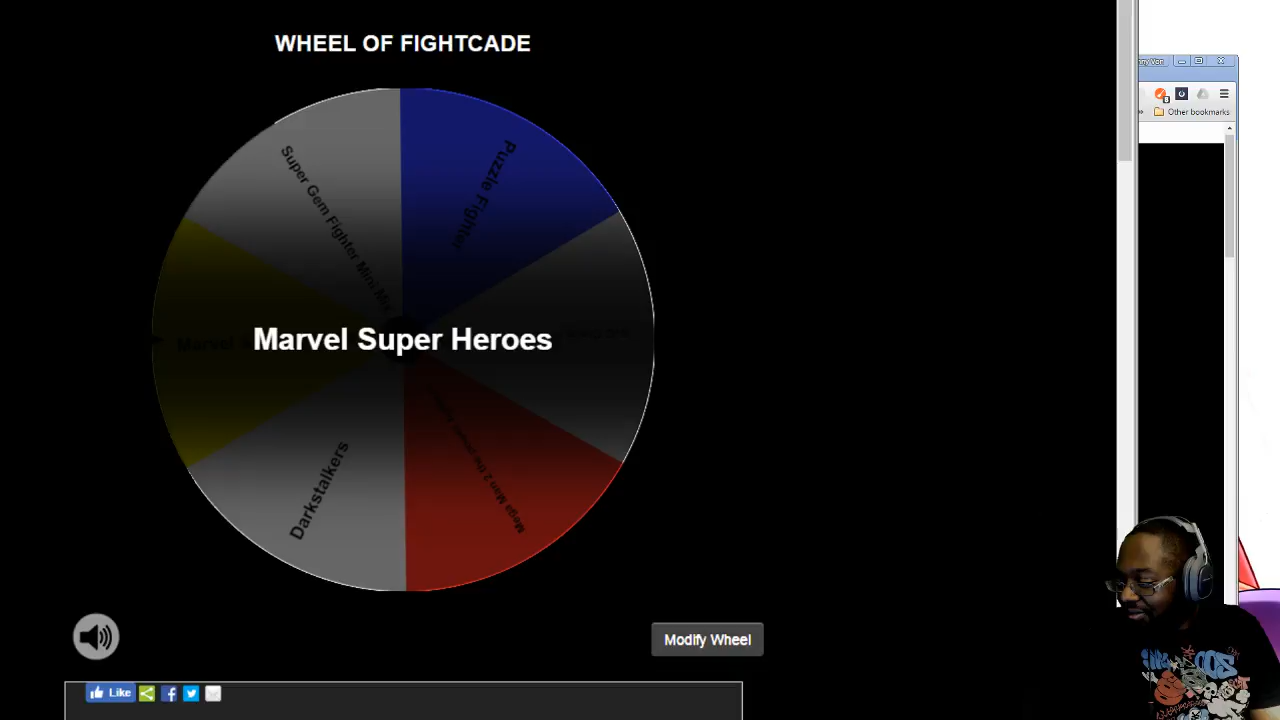 WHEEL OF FIGHTCADE
Puzzle Fighter
Super Gem Fighter Mini Mix
Marvel
Marvel Super Heroes
Darkstalkers
Mega Man 2 the power fighters
Modify Wheel
Like
Other bookmarks